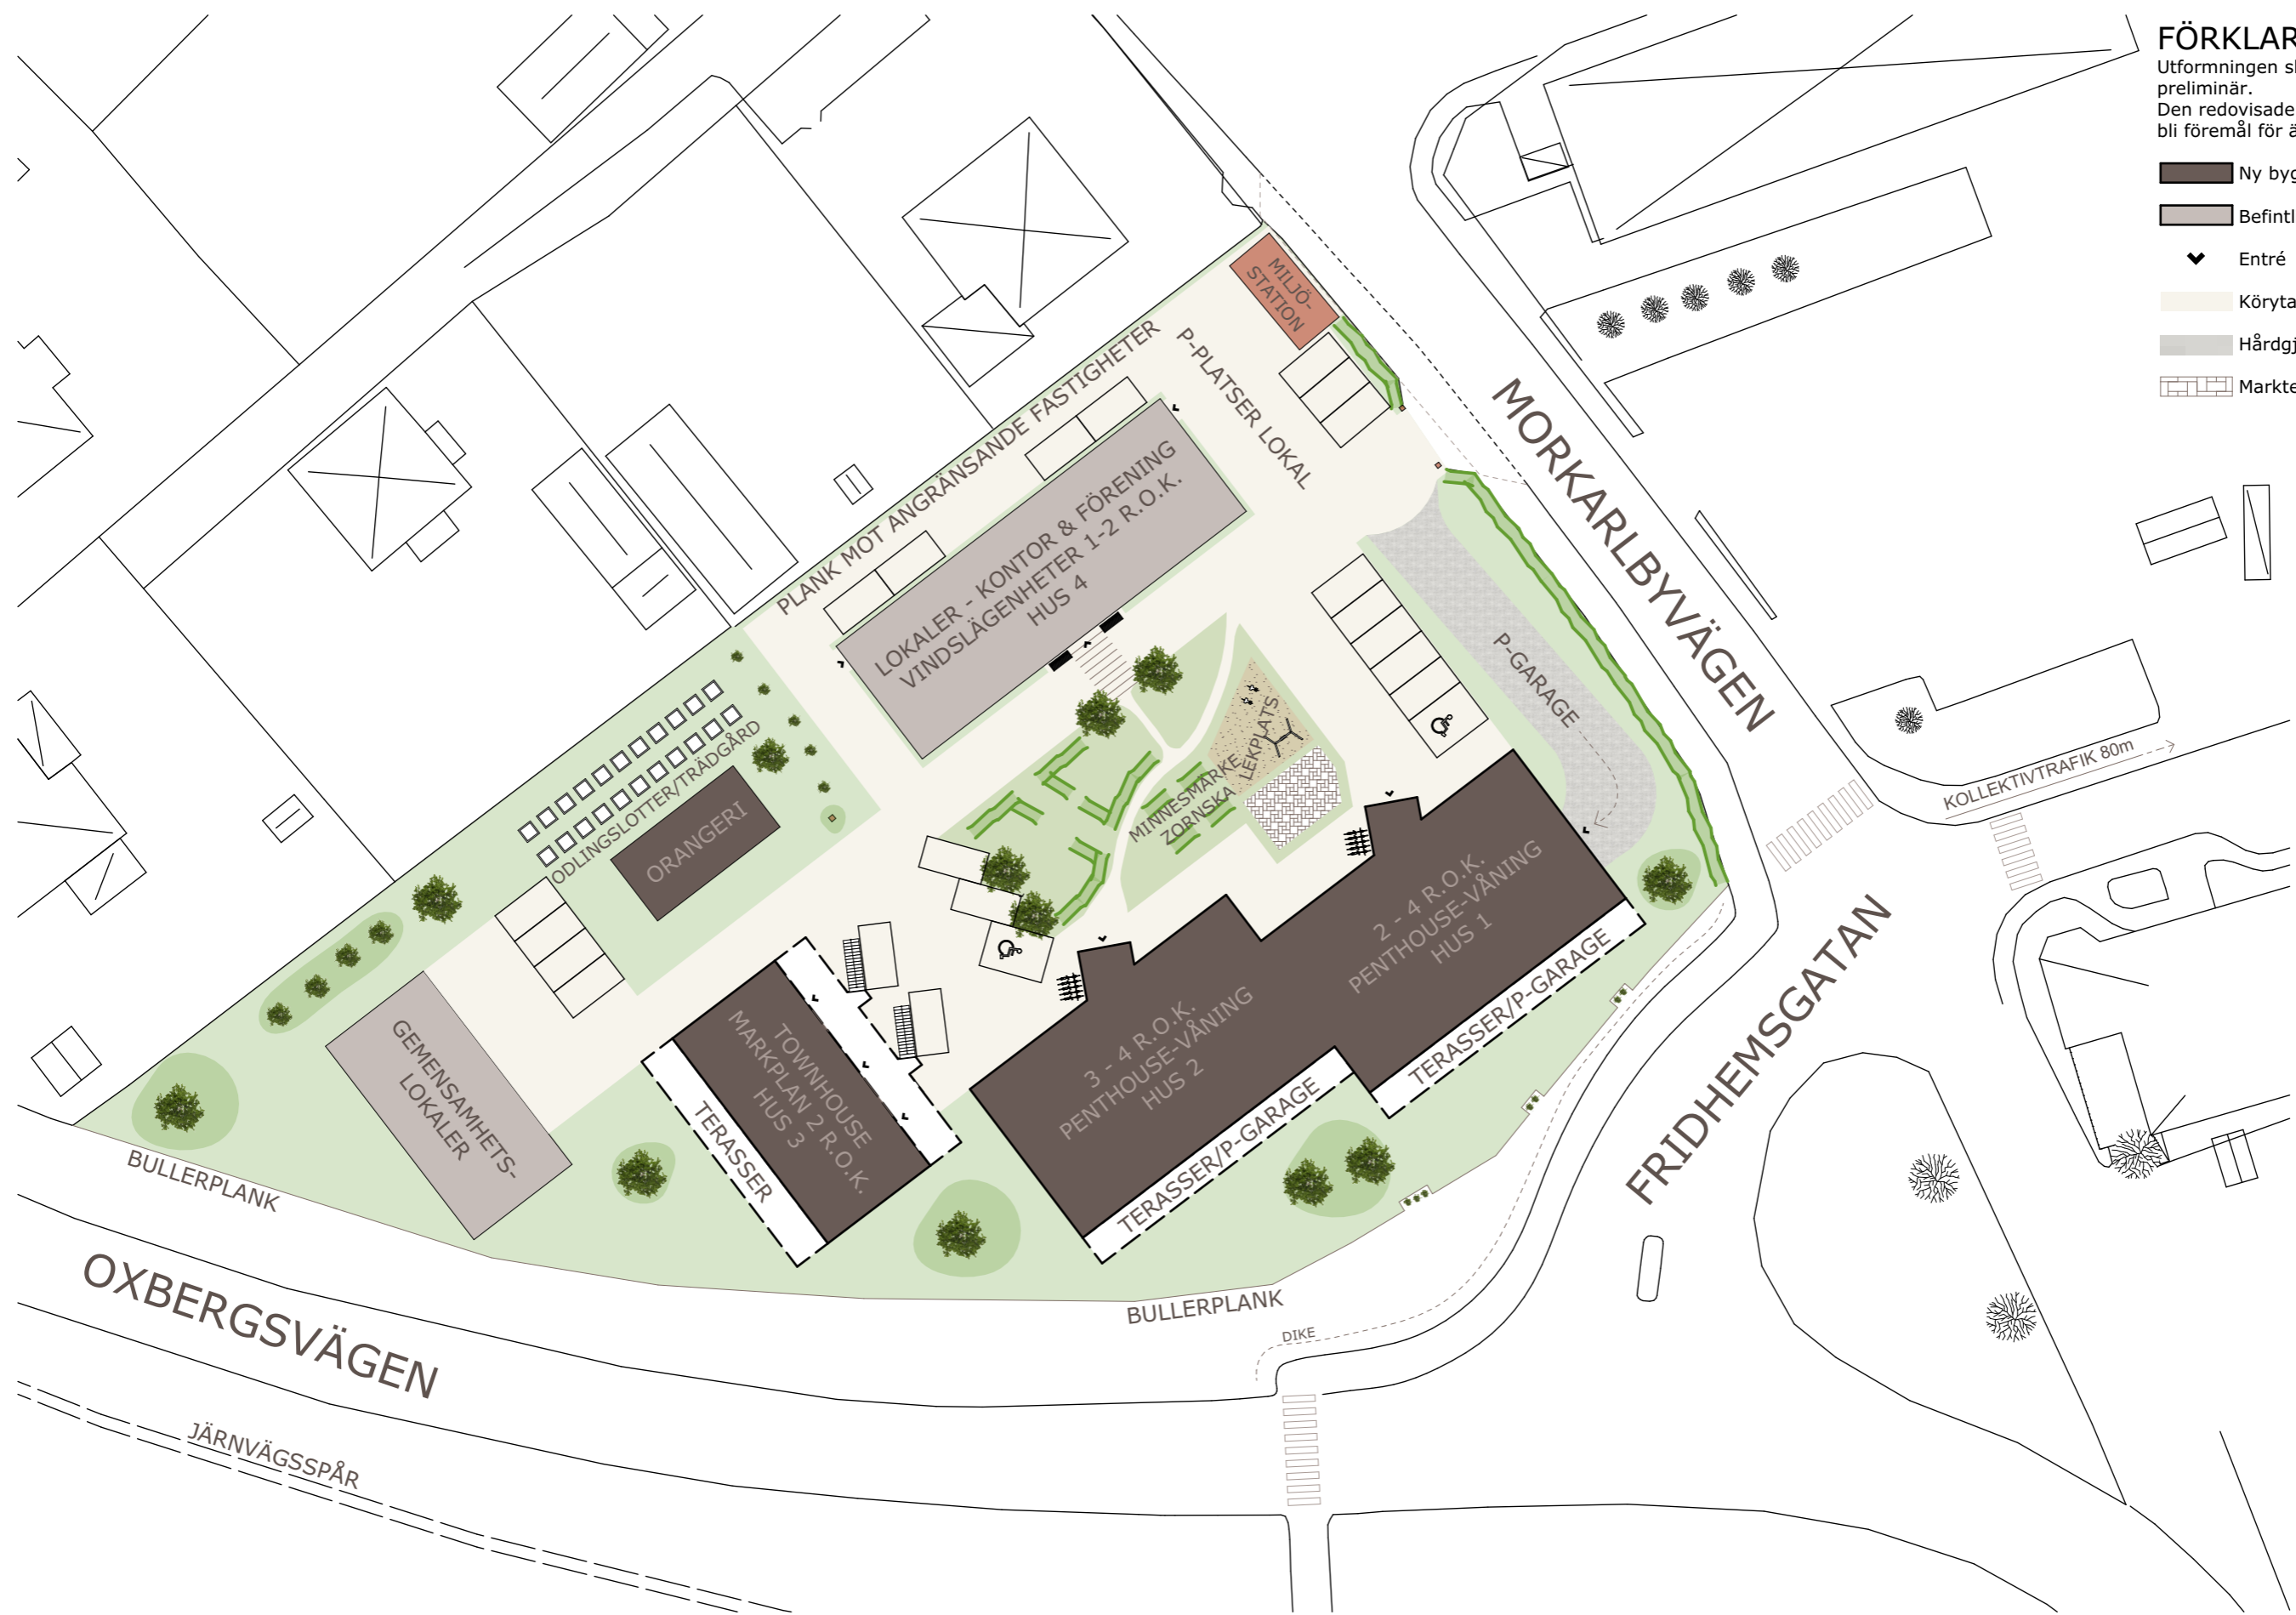 FÖRKLAR
Utformningen sk
preliminär.
Den redovisade
bli föremål för ä
Ny byg
Befintl
Entré
Köryta
Hårdgj
Markte
MILJÖ-
STATION
P-PLATSER LOKAL
PLANK MOT ANGRÄNSANDE FASTIGHETER
LOKALER - KONTOR & FÖRENING
VINDSLÄGENHETER 1-2 R.O.K.
HUS 4
MORKARLBYVÄGEN
P-GARAGE
LEKPLATS
MINNESMÄRKE
ZORNSKA
ODLINGSLOTTER/TRÄDGÅRD
ORANGERI
KOLLEKTIVTRAFIK 80m
2 - 4 R.O.K.
PENTHOUSE-VÅNING
HUS 1
TERASSER/P-GARAGE
3 - 4 R.O.K.
PENTHOUSE-VÅNING
HUS 2
TERASSER/P-GARAGE
TOWNHOUSE
MARKPLAN 2 R.O.K.
HUS 3
TERASSER
GEMENSAMHETS-
LOKALER
FRIDHEMSGATAN
BULLERPLANK
BULLERPLANK
DIKE
OXBERGSVÄGEN
JÄRNVÄGSSPÅR